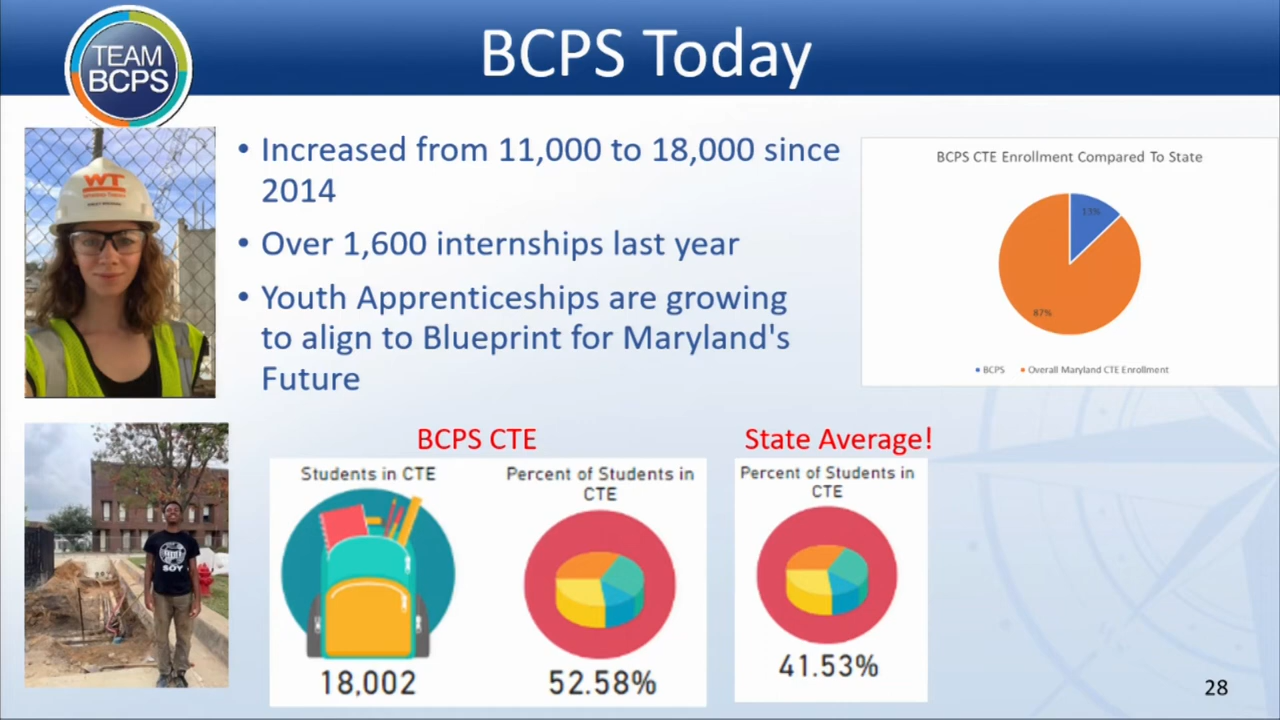 TEAM
BCPS
BCPS Today
• Increased from 11,000 to 18,000 since
2014
• Over 1,600 internships last year
• Youth Apprenticeships are growing
to align to Blueprint for Maryland's
Future
BCPS CTE Enrollment Compared To State
13%
87%
BCPS
Overall Maryland CTE Enrollment
WT
SOY
BCPS CTE
Students in CTE
18,002
Percent of Students in
CTE
52.58%
State Average!
Percent of Students in
CTE
41.53%
28